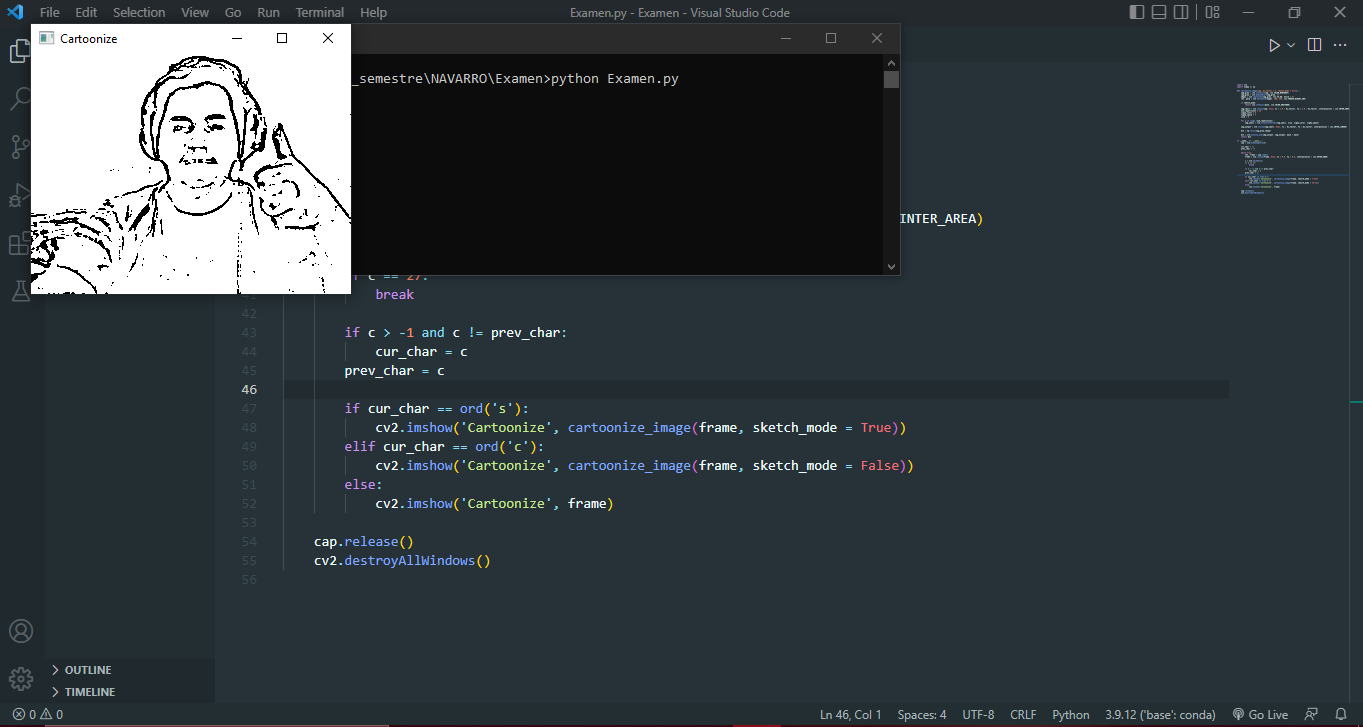 File Edit Selection View Go Run Terminal Help
Examen.py - Examen - Visual Studio Code
Cartoonize
_semestre\NAVARRO\Examen>python Examen.py
INTER_AREA)
c == 27:
41 break
42
43 if c > -1 and c != prev_char:
44 cur_char = c
45 prev_char = c
46
47 if cur_char == ord('s'):
48 cv2.imshow('Cartoonize', cartoonize_image(frame, sketch_mode = True))
49 elif cur_char == ord('c'):
50 cv2.imshow('Cartoonize', cartoonize_image(frame, sketch_mode = False))
51 else:
52 cv2.imshow('Cartoonize', frame)
53
54 cap.release()
55 cv2.destroyAllWindows()
56
OUTLINE
TIMELINE
0 0
Ln 46, Col 1 Spaces: 4 UTF-8 CRLF Python 3.9.12 ('base': conda) Go Live